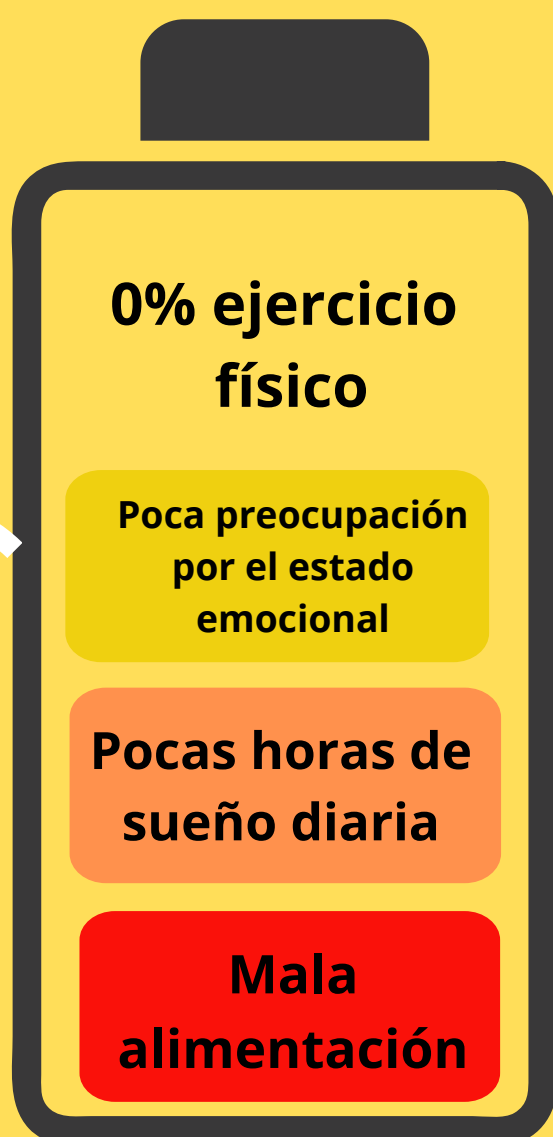 0% ejercicio
físico
Poca preocupación
por el estado
emocional
Pocas horas de
sueño diaria
Mala
alimentación